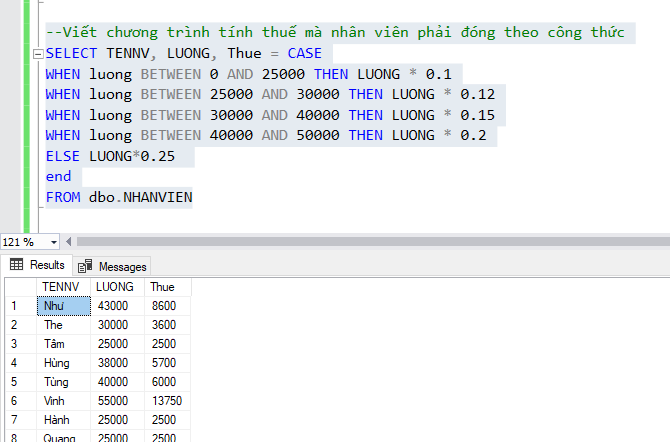 --Viết chương trình tính thuế mà nhân viên phải đóng theo công thức
SELECT TENNV, LUONG, Thue = CASE
WHEN luong BETWEEN 0 AND 25000 THEN LUONG * 0.1
WHEN luong BETWEEN 25000 AND 30000 THEN LUONG * 0.12
WHEN luong BETWEEN 30000 AND 40000 THEN LUONG * 0.15
WHEN luong BETWEEN 40000 AND 50000 THEN LUONG * 0.2
ELSE LUONG*0.25
end
FROM dbo.NHANVIEN
121 %
Results Messages
TENNV LUONG Thue
1 Như 43000 8600
2 The 30000 3600
3 Tâm 25000 2500
4 Hùng 38000 5700
5 Tùng 40000 6000
6 Vinh 55000 13750
7 Hành 25000 2500
8 Quang 25000 2500